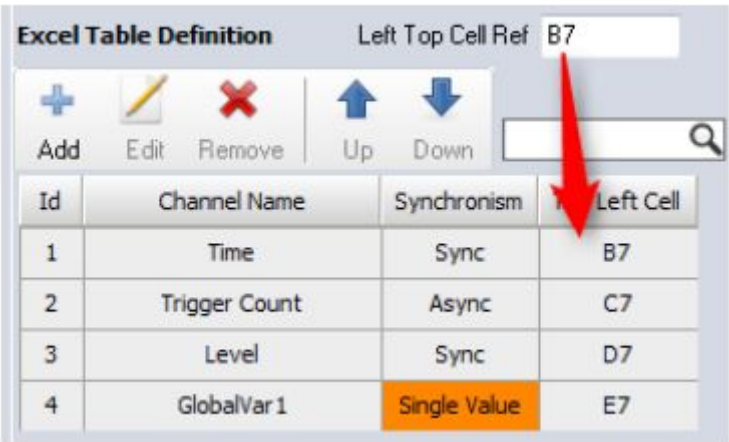 Excel Table Definition Left Top Cell Ref B7
Add Edit Remove Up Down
Id Channel Name Synchronism Left Cell
1 Time Sync B7
2 Trigger Count Async C7
3 Level Sync D7
4 GlobalVar1 Single Value E7